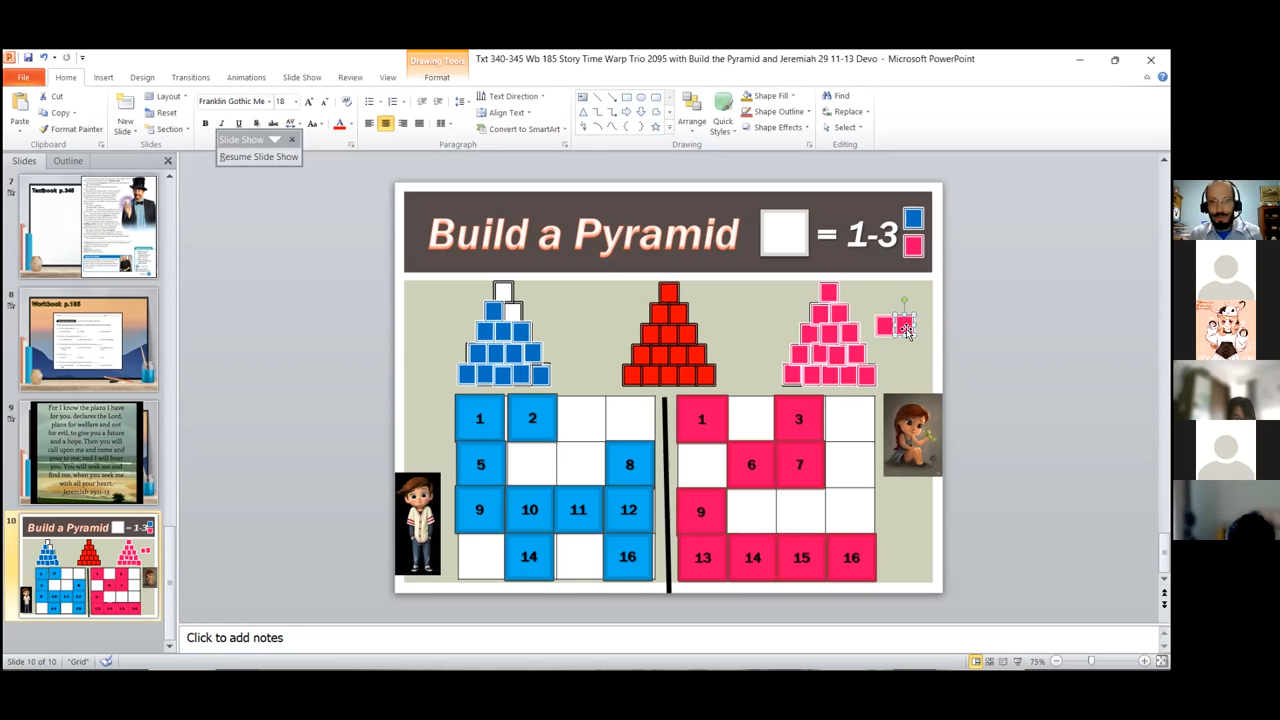 Drawing Tools
Txt 340-345 Wb 185 Story Time Warp Trio 2095 with Build the Pyramid and Jeremiah 29 11-13 Devo - Microsoft PowerPoint
File Home Insert Design Transitions Animations Slide Show Review View Format
Paste Cut Copy Format Painter
Clipboard
New Slide Layout Reset Section
Slides
Franklin Gothic Me 18
Slide Show
Resume Slide Show
Text Direction
Align Text
Convert to SmartArt
Paragraph
Arrange Quick Styles
Shape Fill
Shape Outline
Shape Effects
Drawing
Find
Replace
Select
Editing
Slides Outline
7
Textbook p.345
8
Workbook p.185
9
For I know the plans I have
for you, declares the Lord,
plans for welfare and not
for evil, to give you a future
and a hope. Then you will
call upon me and come and
pray to me, and I will hear
you. You will seek me and
find me, when you seek me
with all your heart.
Jeremiah 29:11-13
10
Build a Pyramid = 1-3
Build a Pyramid = 1-3
1 2
5 8
9 10 11 12
14 16
1 3
6 7
9
13 14 15 16
Click to add notes
Slide 10 of 10 "Grid" 75%